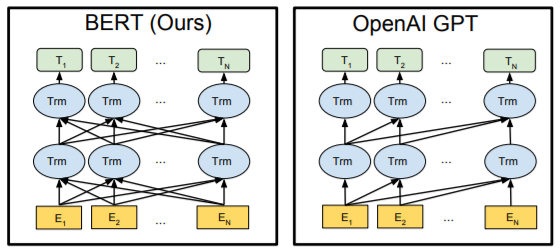 BERT (Ours)
T1 T2 ... TN
Trm Trm ... Trm
Trm Trm ... Trm
E1 E2 ... EN
OpenAI GPT
T1 T2 ... TN
Trm Trm ... Trm
Trm Trm ... Trm
E1 E2 ... EN